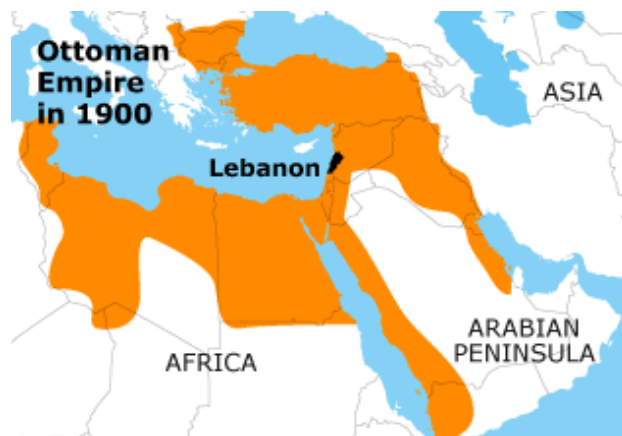 Ottoman
Empire
in 1900
ASIA
Lebanon
ARABIAN
PENINSULA
AFRICA